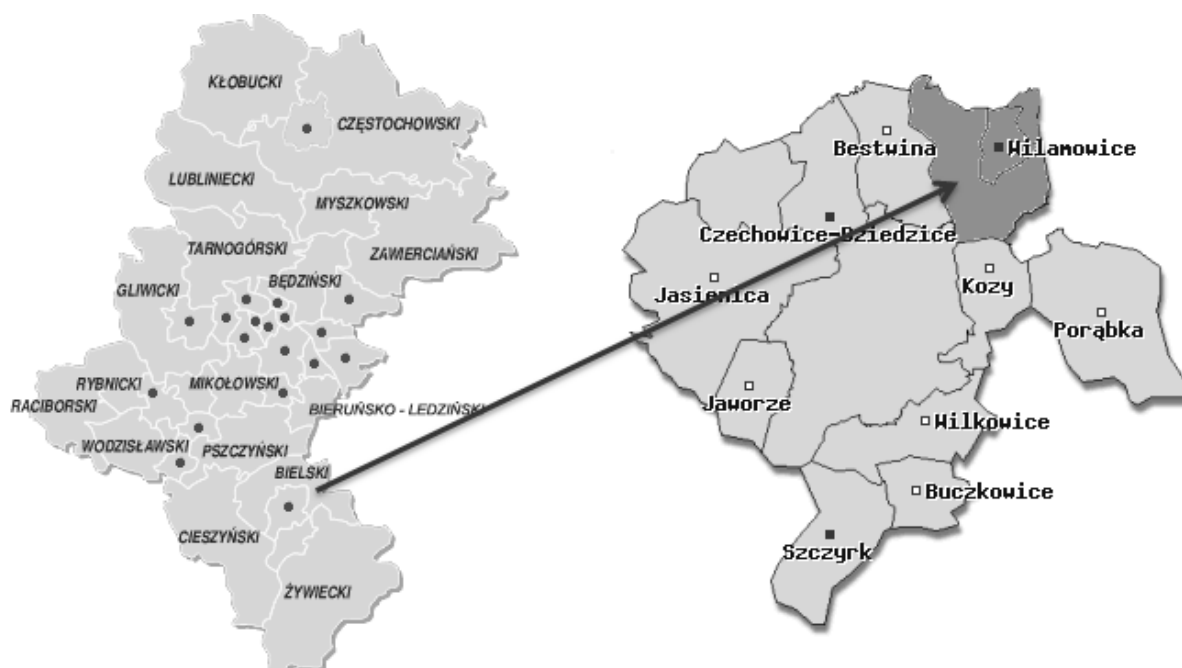 KŁOBUCKI
CZĘSTOCHOWSKI
LUBLINIECKI
MYSZKOWSKI
TARNOGÓRSKI
ZAWIERCIAŃSKI
BĘDZIŃSKI
GLIWICKI
RYBNICKI
MIKOŁOWSKI
RACIBORSKI
BIERUŃSKO - LEDZIŃSKI
WODZISŁAWSKI
PSZCZYŃSKI
BIELSKI
CIESZYŃSKI
ŻYWIECKI
Bestwina
Wilamowice
Czechowice-Dziedzice
Jasienica
Kozy
Porąbka
Jaworze
Wilkowice
Buczkowice
Szczyrk